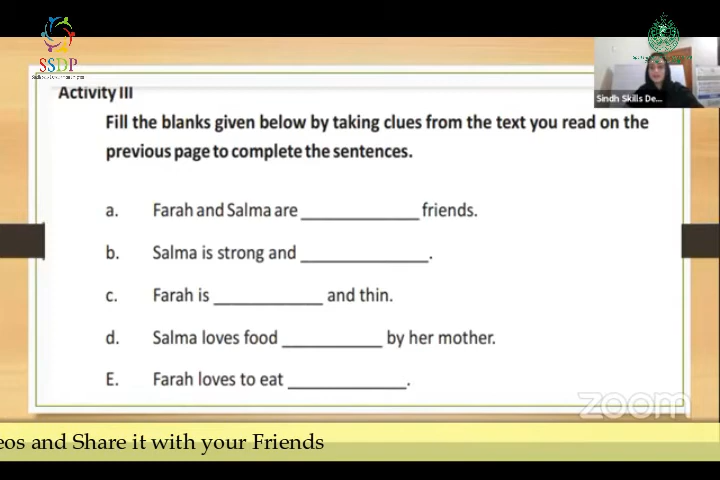 SSDP
Activity III
Fill the blanks given below by taking clues from the text you read on the
previous page to complete the sentences.
a. Farah and Salma are ____________ friends.
b. Salma is strong and _____________.
c. Farah is ___________ and thin.
d. Salma loves food __________ by her mother.
E. Farah loves to eat ____________.
Sindh Skills De...
zoom
eos and Share it with your Friends